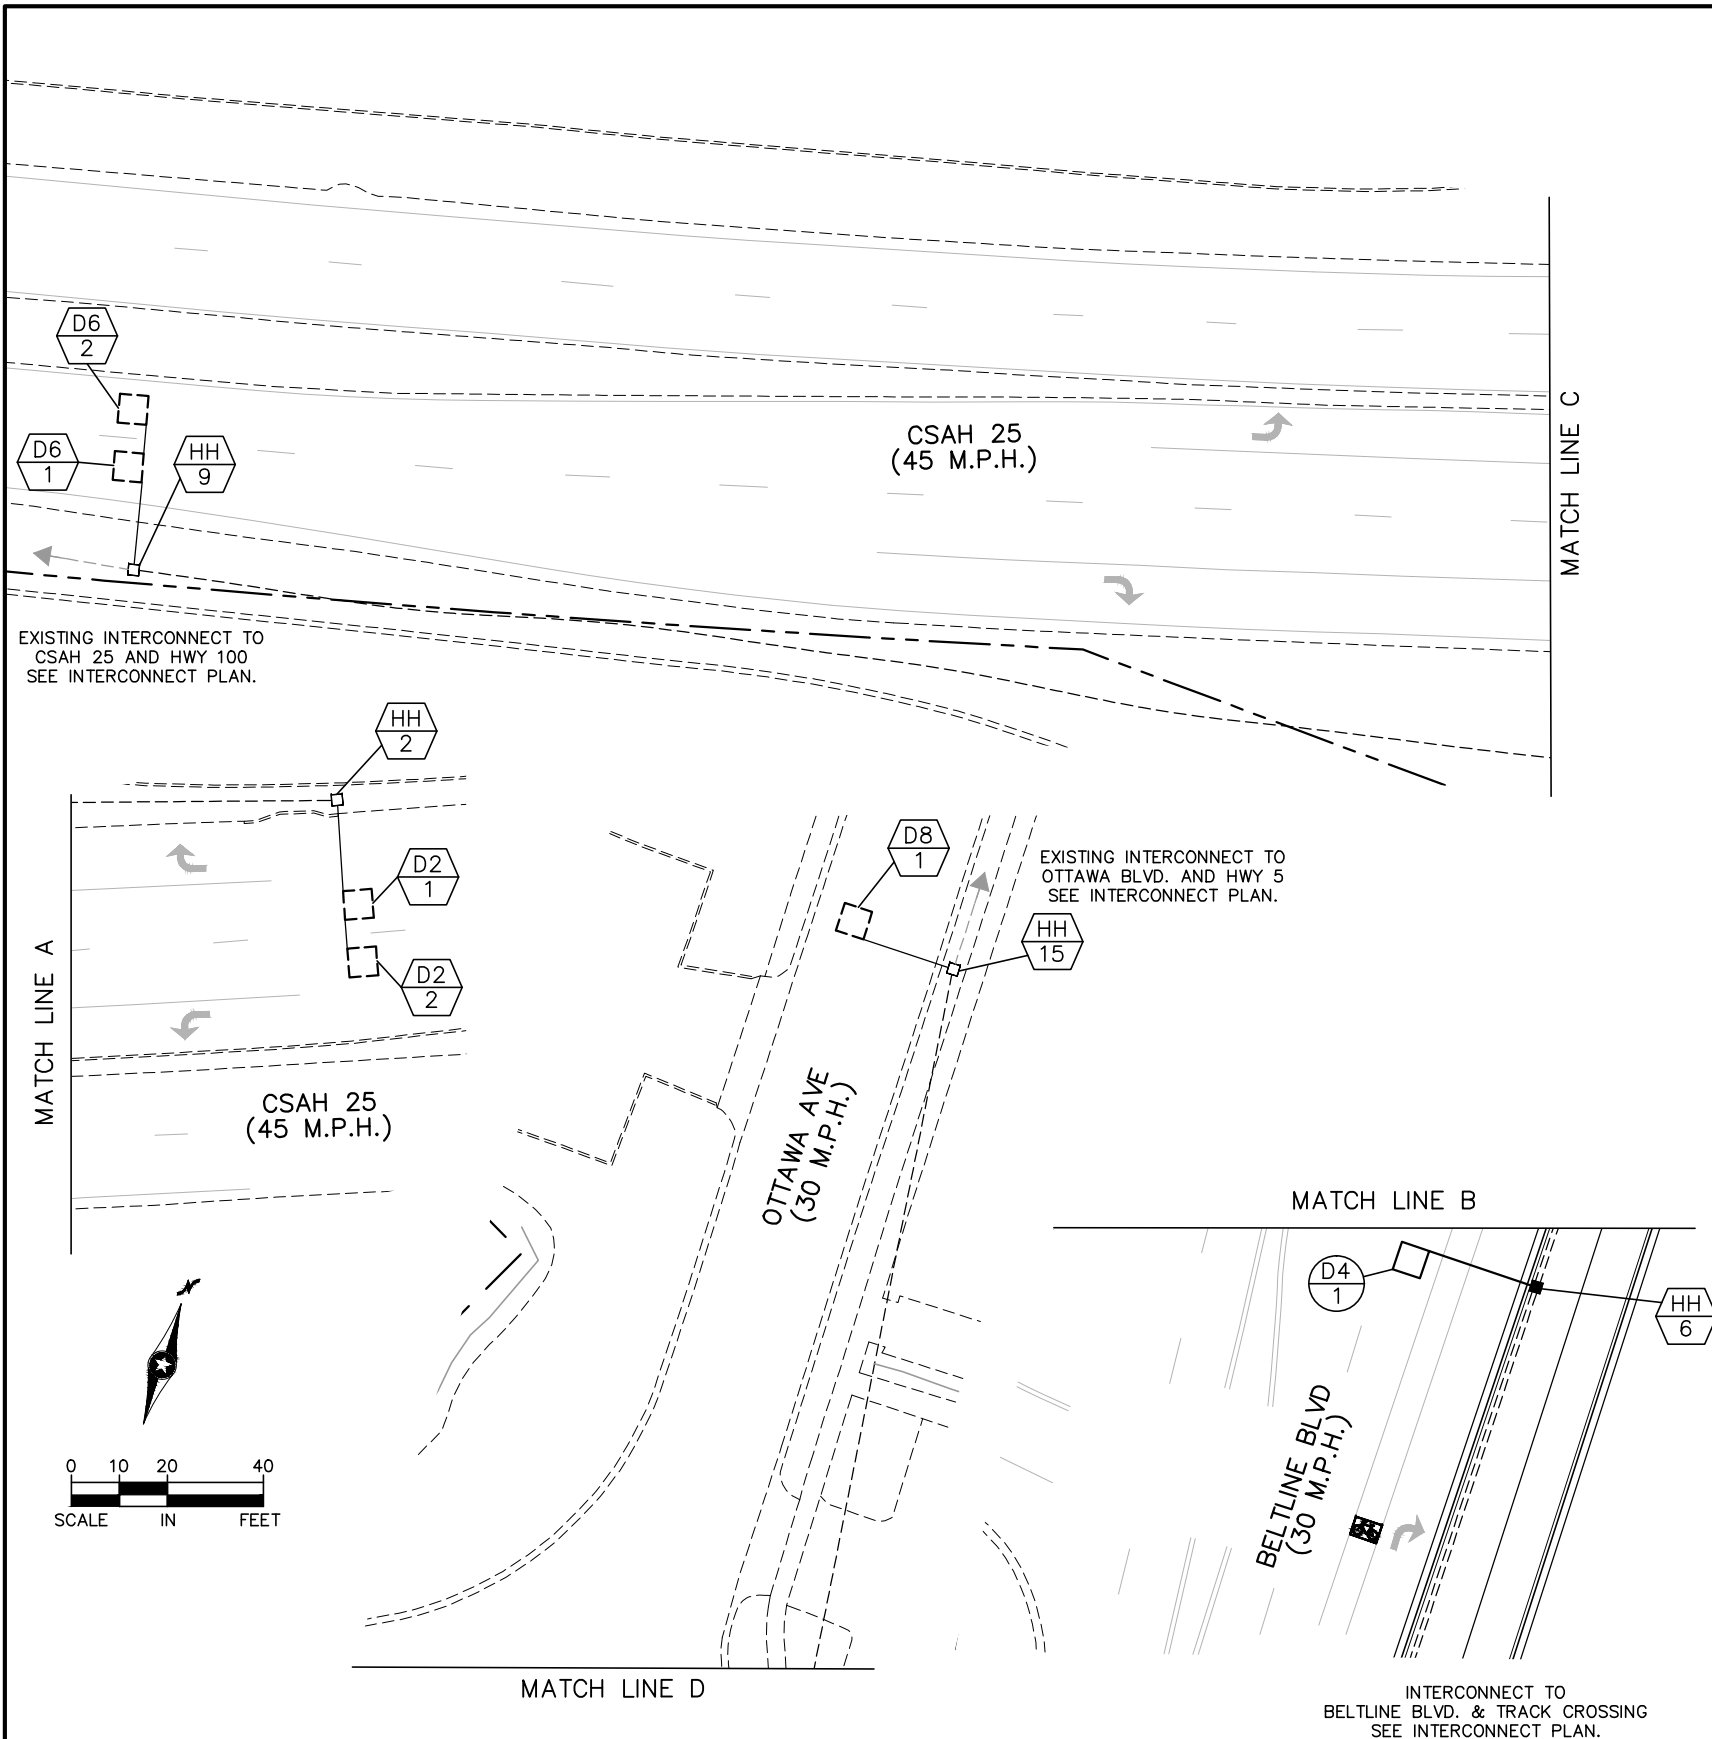 D6
2
D6
1
HH
9
CSAH 25
(45 M.P.H.)
MATCH LINE C
EXISTING INTERCONNECT TO
CSAH 25 AND HWY 100
SEE INTERCONNECT PLAN.
HH
2
D2
1
D2
2
MATCH LINE A
CSAH 25
(45 M.P.H.)
D8
1
EXISTING INTERCONNECT TO
OTTAWA BLVD. AND HWY 5
SEE INTERCONNECT PLAN.
HH
15
OTTAWA AVE
(30 M.P.H.)
MATCH LINE B
D4
1
HH
6
BELTLINE BLVD
(30 M.P.H.)
N
0 10 20 40
SCALE IN FEET
MATCH LINE D
INTERCONNECT TO
BELTLINE BLVD. & TRACK CROSSING
SEE INTERCONNECT PLAN.